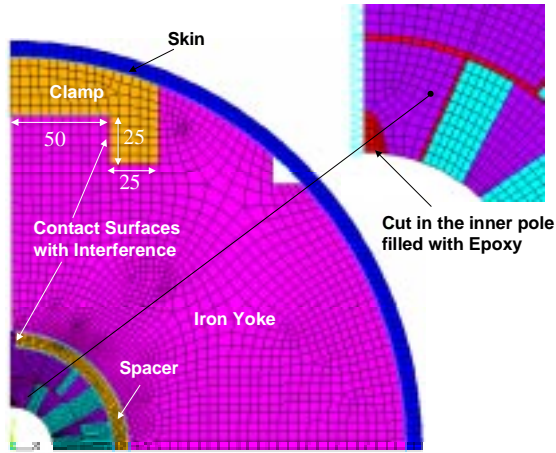 Skin
Clamp
50
25
25
Contact Surfaces
with Interference
Cut in the inner pole
filled with Epoxy
Iron Yoke
Spacer